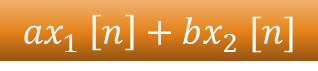 ax₁ [n] + bx₂ [n]